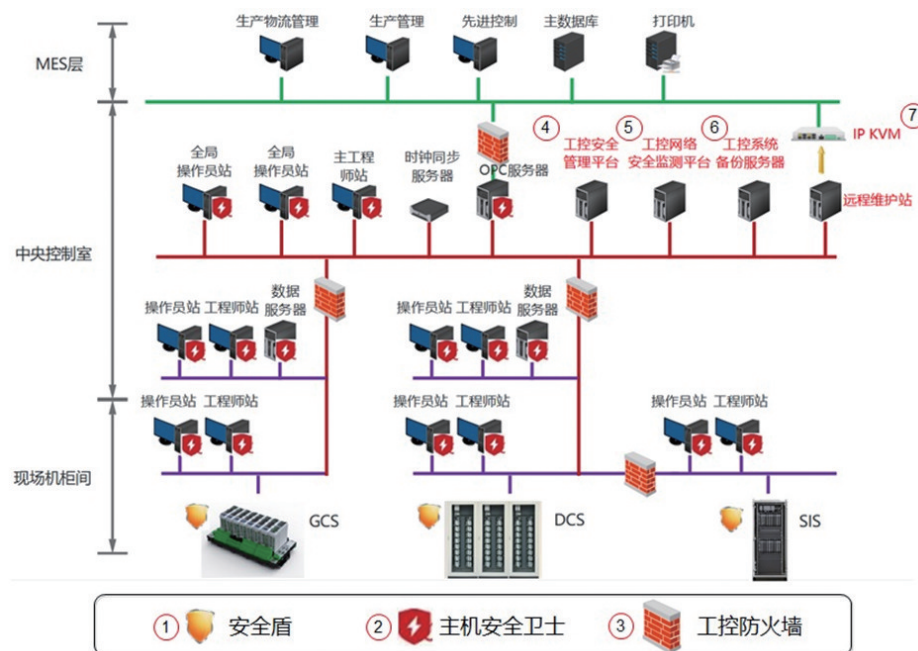 生产物流管理
生产管理
先进控制
主数据库
打印机
MES层
④
工控安全
管理平台
⑤
工控网络
安全监测平台
⑥
工控系统
备份服务器
⑦
IP KVM
全局
操作员站
全局
操作员站
主工程
师站
时钟同步
服务器
OPC服务器
远程维护站
中央控制室
操作员站
工程师站
数据
服务器
操作员站
工程师站
数据
服务器
操作员站
工程师站
操作员站
工程师站
操作员站
工程师站
现场机柜间
GCS
DCS
SIS
① 安全盾
② 主机安全卫士
③ 工控防火墙